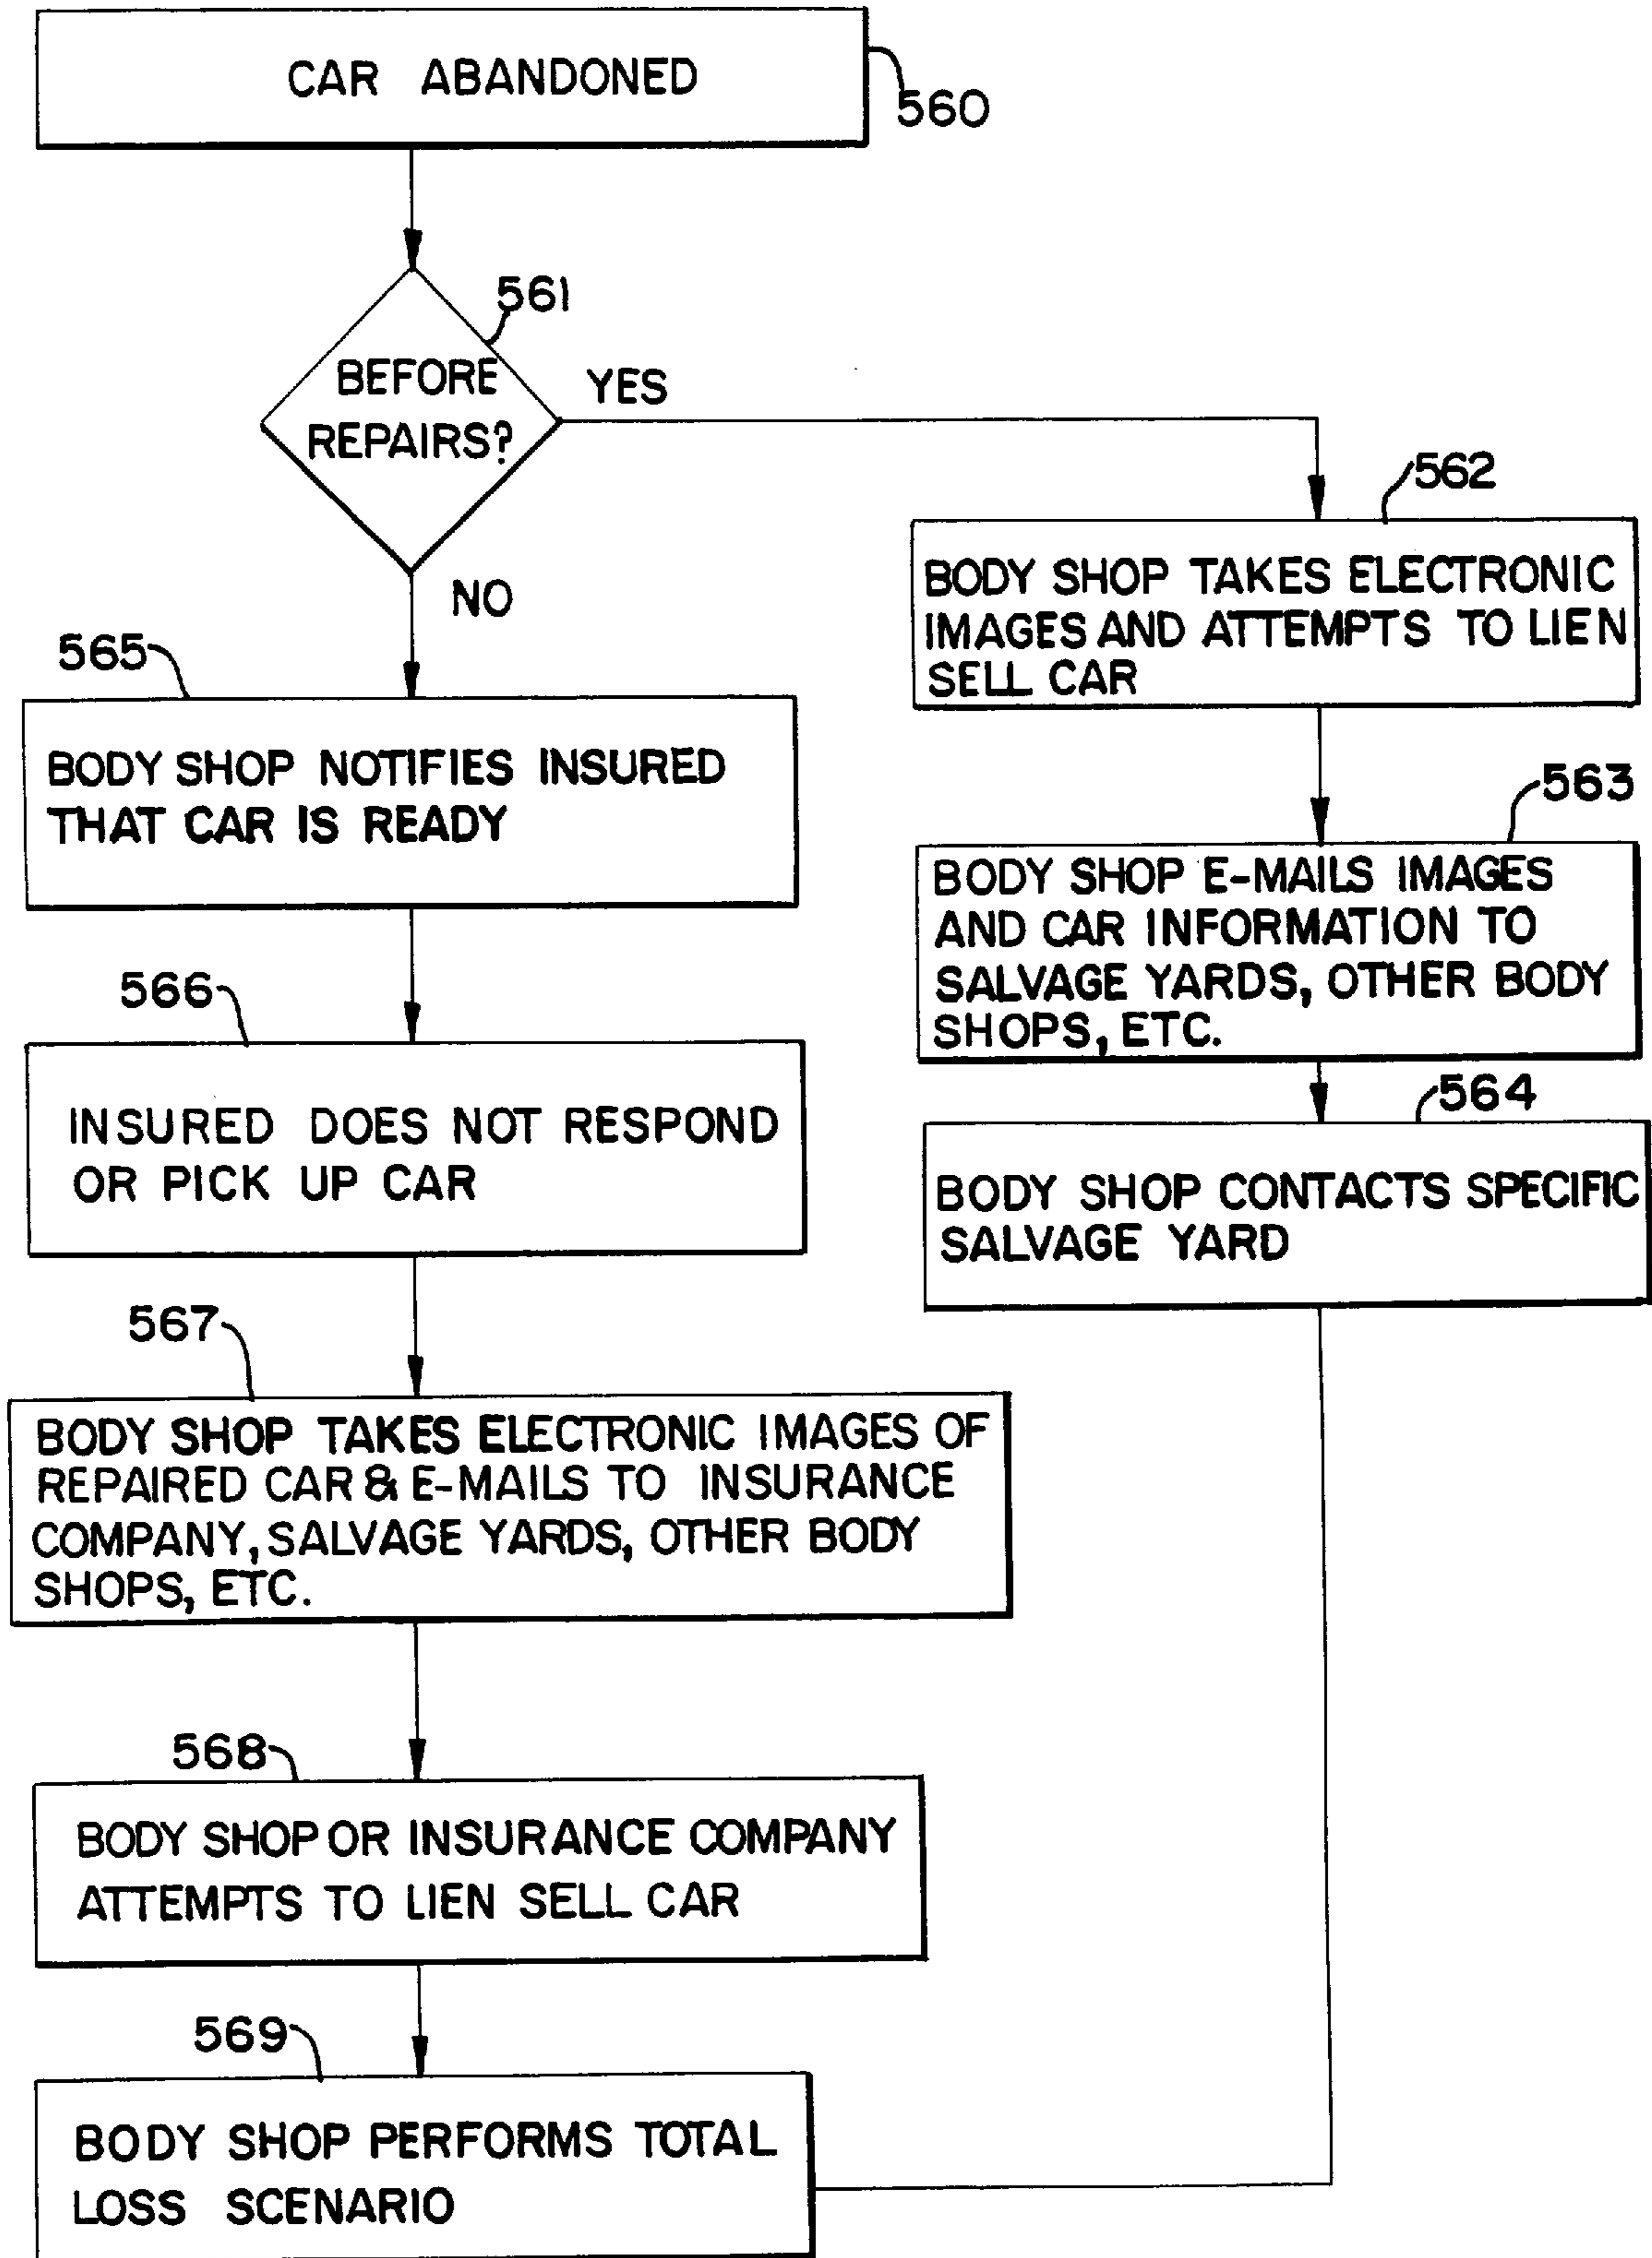 CAR ABANDONED
560
561
BEFORE
REPAIRS?
YES
NO
562
BODY SHOP TAKES ELECTRONIC
IMAGES AND ATTEMPTS TO LIEN
SELL CAR
565
BODY SHOP NOTIFIES INSURED
THAT CAR IS READY
563
BODY SHOP E-MAILS IMAGES
AND CAR INFORMATION TO
SALVAGE YARDS, OTHER BODY
SHOPS, ETC.
566
INSURED DOES NOT RESPOND
OR PICK UP CAR
564
BODY SHOP CONTACTS SPECIFIC
SALVAGE YARD
567
BODY SHOP TAKES ELECTRONIC IMAGES OF
REPAIRED CAR & E-MAILS TO INSURANCE
COMPANY, SALVAGE YARDS, OTHER BODY
SHOPS, ETC.
568
BODY SHOP OR INSURANCE COMPANY
ATTEMPTS TO LIEN SELL CAR
569
BODY SHOP PERFORMS TOTAL
LOSS SCENARIO